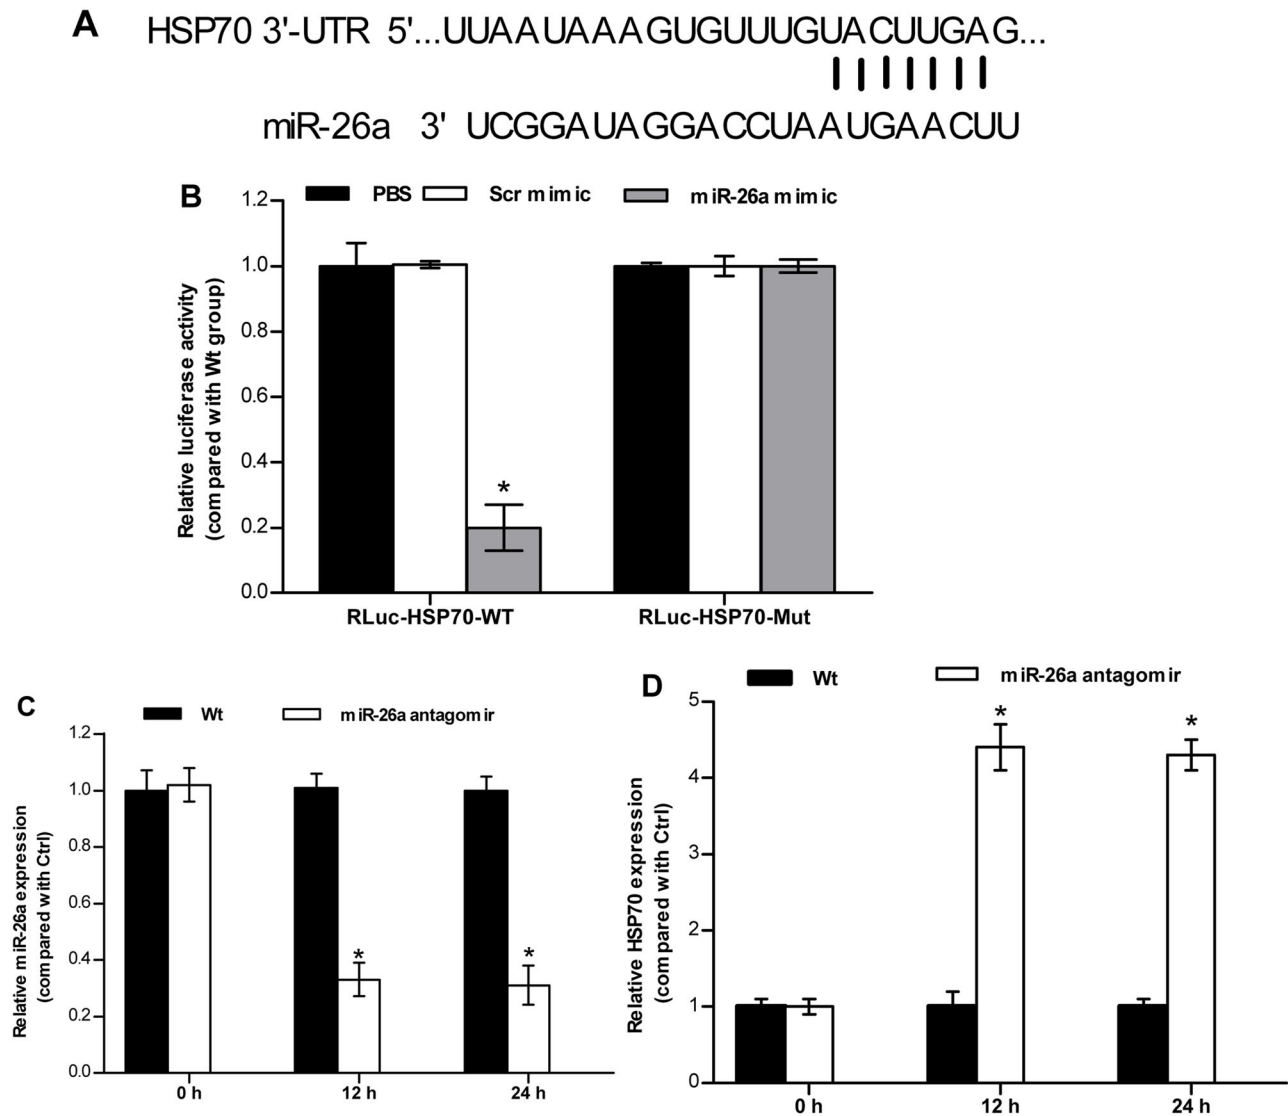 A
HSP70 3'-UTR 5'...UUAAUAAAGUGUUUGUACUUGAG...
miR-26a 3' UCGGAUAGGACCUAAUGAACUU
B
PBS
Scr mimic
miR-26a mimic
Relative luciferase activity
(compared with Wt group)
1.2
1.0
0.8
0.6
0.4
0.2
0.0
*
RLuc-HSP70-WT
RLuc-HSP70-Mut
C
Wt
miR-26a antagomir
Relative miR-26a expression
(compared with Ctrl)
1.2
1.0
0.8
0.6
0.4
0.2
0.0
*
*
0 h
12 h
24 h
D
Wt
miR-26a antagomir
Relative HSP70 expression
(compared with Ctrl)
5
4
3
2
1
0
*
*
0 h
12 h
24 h